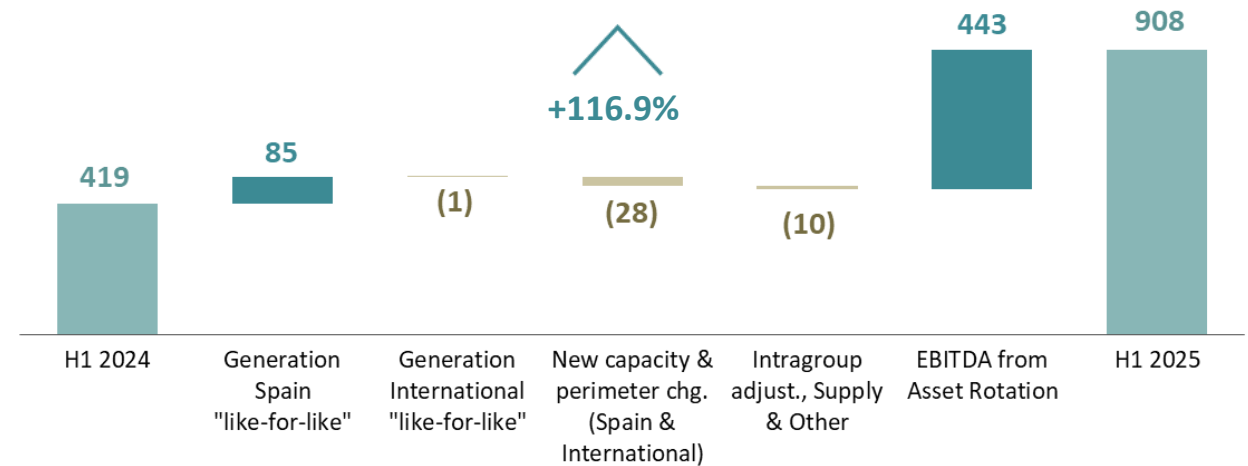 443
908
+116.9%
85
419
(1)
(28)
(10)
H1 2024
Generation
Spain
"like-for-like"
Generation
International
"like-for-like"
New capacity &
perimeter chg.
(Spain &
International)
Intragroup
adjust., Supply
& Other
EBITDA from
Asset Rotation
H1 2025